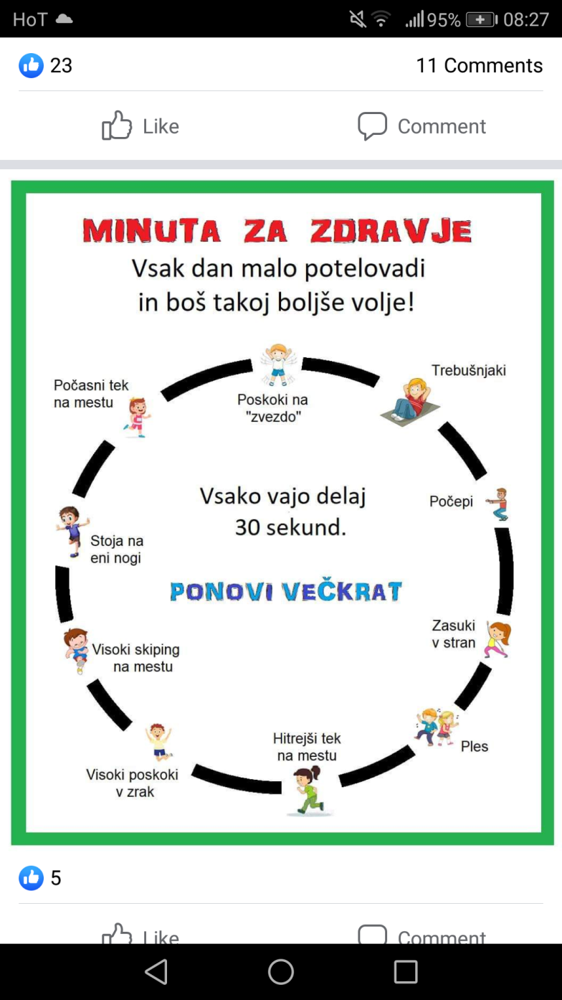 HoT 95% 08:27
23 11 Comments
Like Comment
MINUTA ZA ZDRAVJE
Vsak dan malo potelovadi
in boš takoj boljše volje!
Poskoki na
"zvezdo"
Trebušnjaki
Počepi
Zasuki
v stran
Ples
Hitrejši tek
na mestu
Visoki poskoki
v zrak
Visoki skiping
na mestu
Stoja na
eni nogi
Počasni tek
na mestu
Vsako vajo delaj
30 sekund.
PONOVI VEČKRAT
5
Like Comment